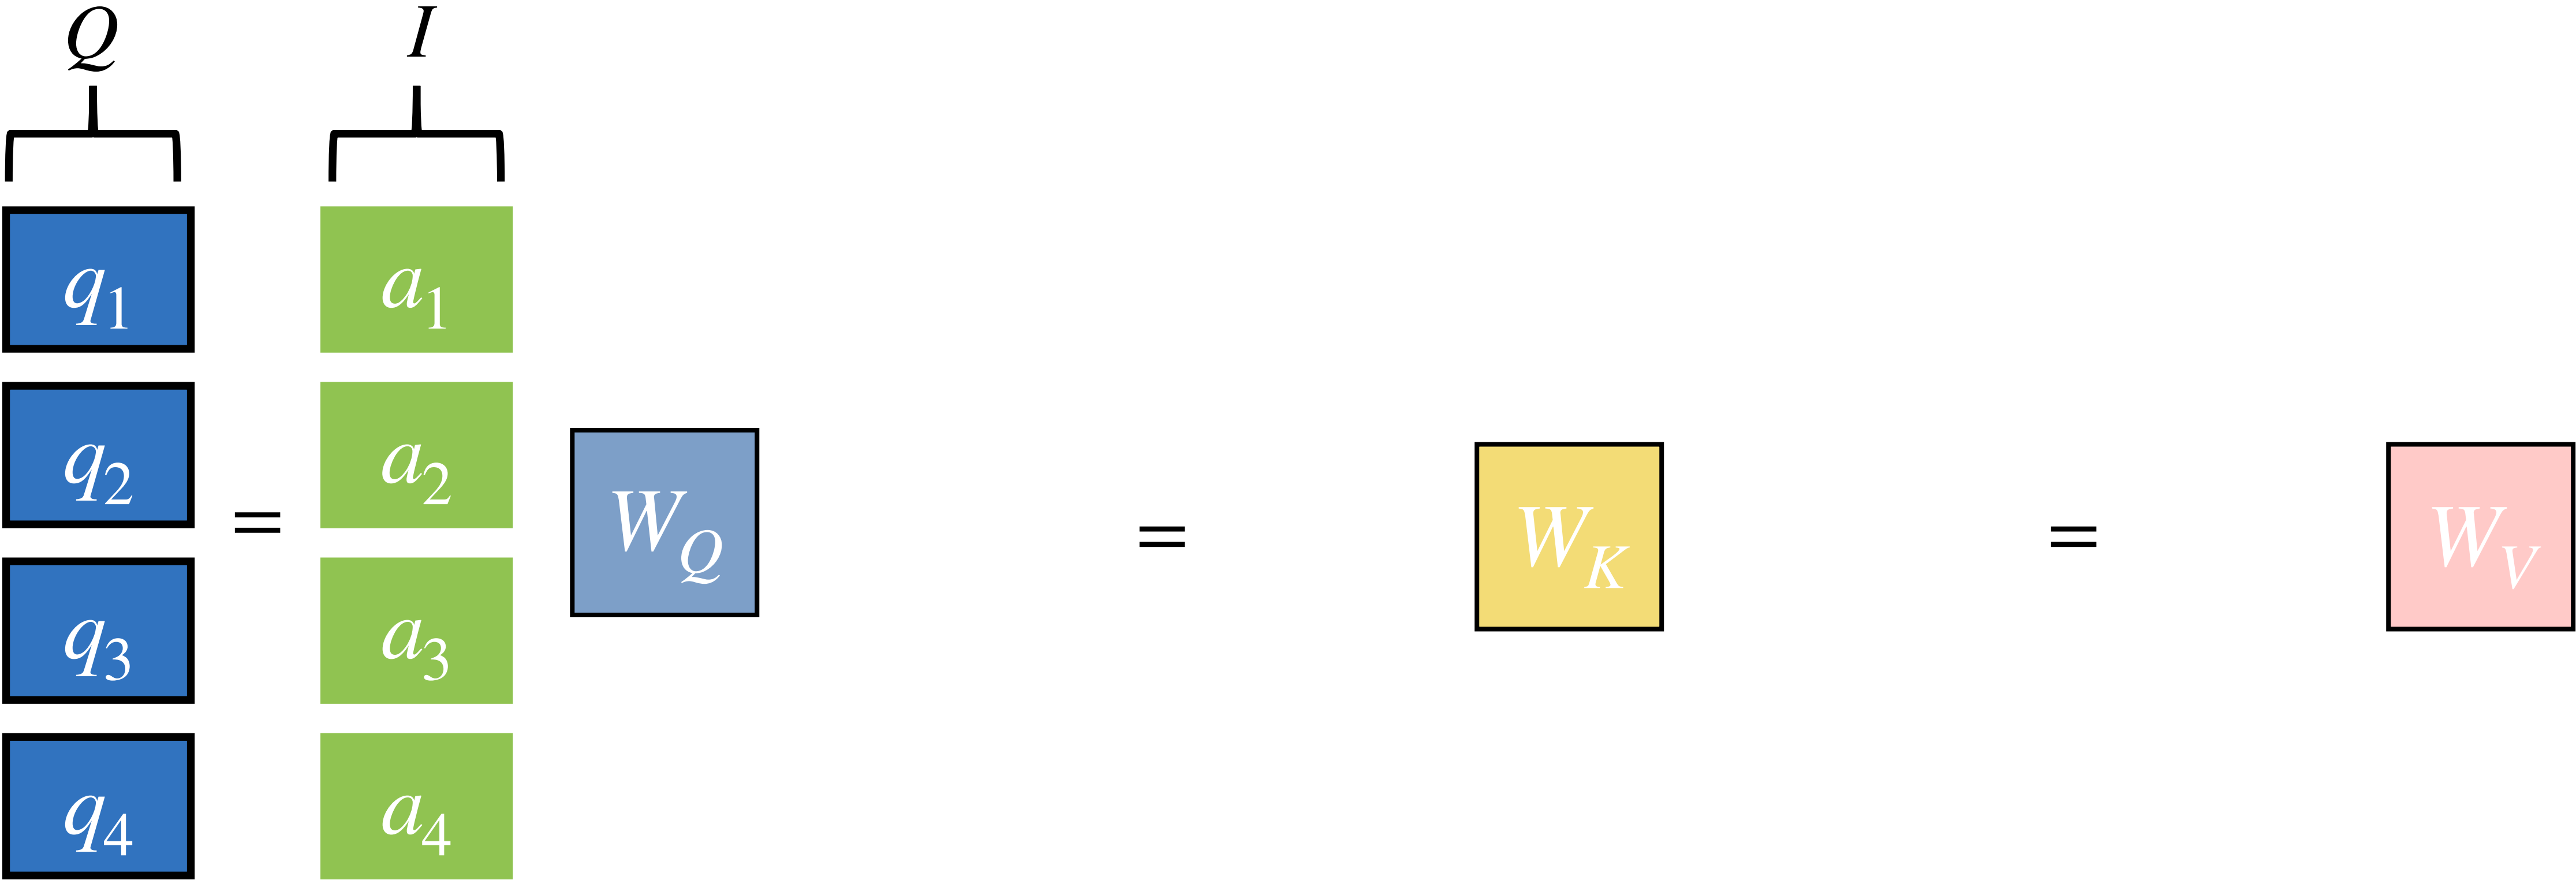 Q I
q1 a1
q2 a2
= WQ = WK = WV
q3 a3
q4 a4